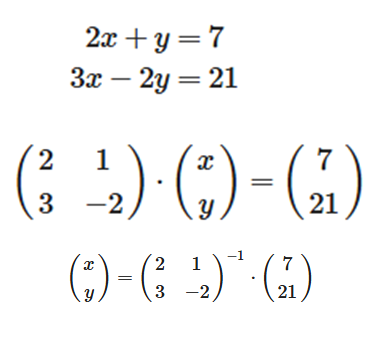 2x + y = 7
3x − 2y = 21
(2 1
3 −2) · (x
y) = (7
21)
(x
y) = (2 1
3 −2)⁻¹ · (7
21)